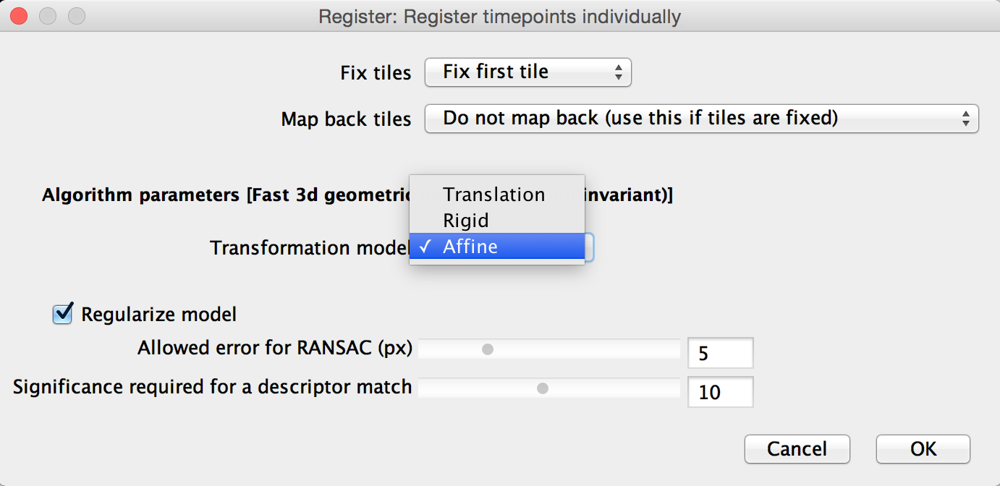 Register: Register timepoints individually
Fix tiles Fix first tile
Map back tiles Do not map back (use this if tiles are fixed)
Algorithm parameters [Fast 3d geometric invariant)]
Translation
Rigid
Transformation model ✓ Affine
Regularize model
Allowed error for RANSAC (px) 5
Significance required for a descriptor match 10
Cancel OK